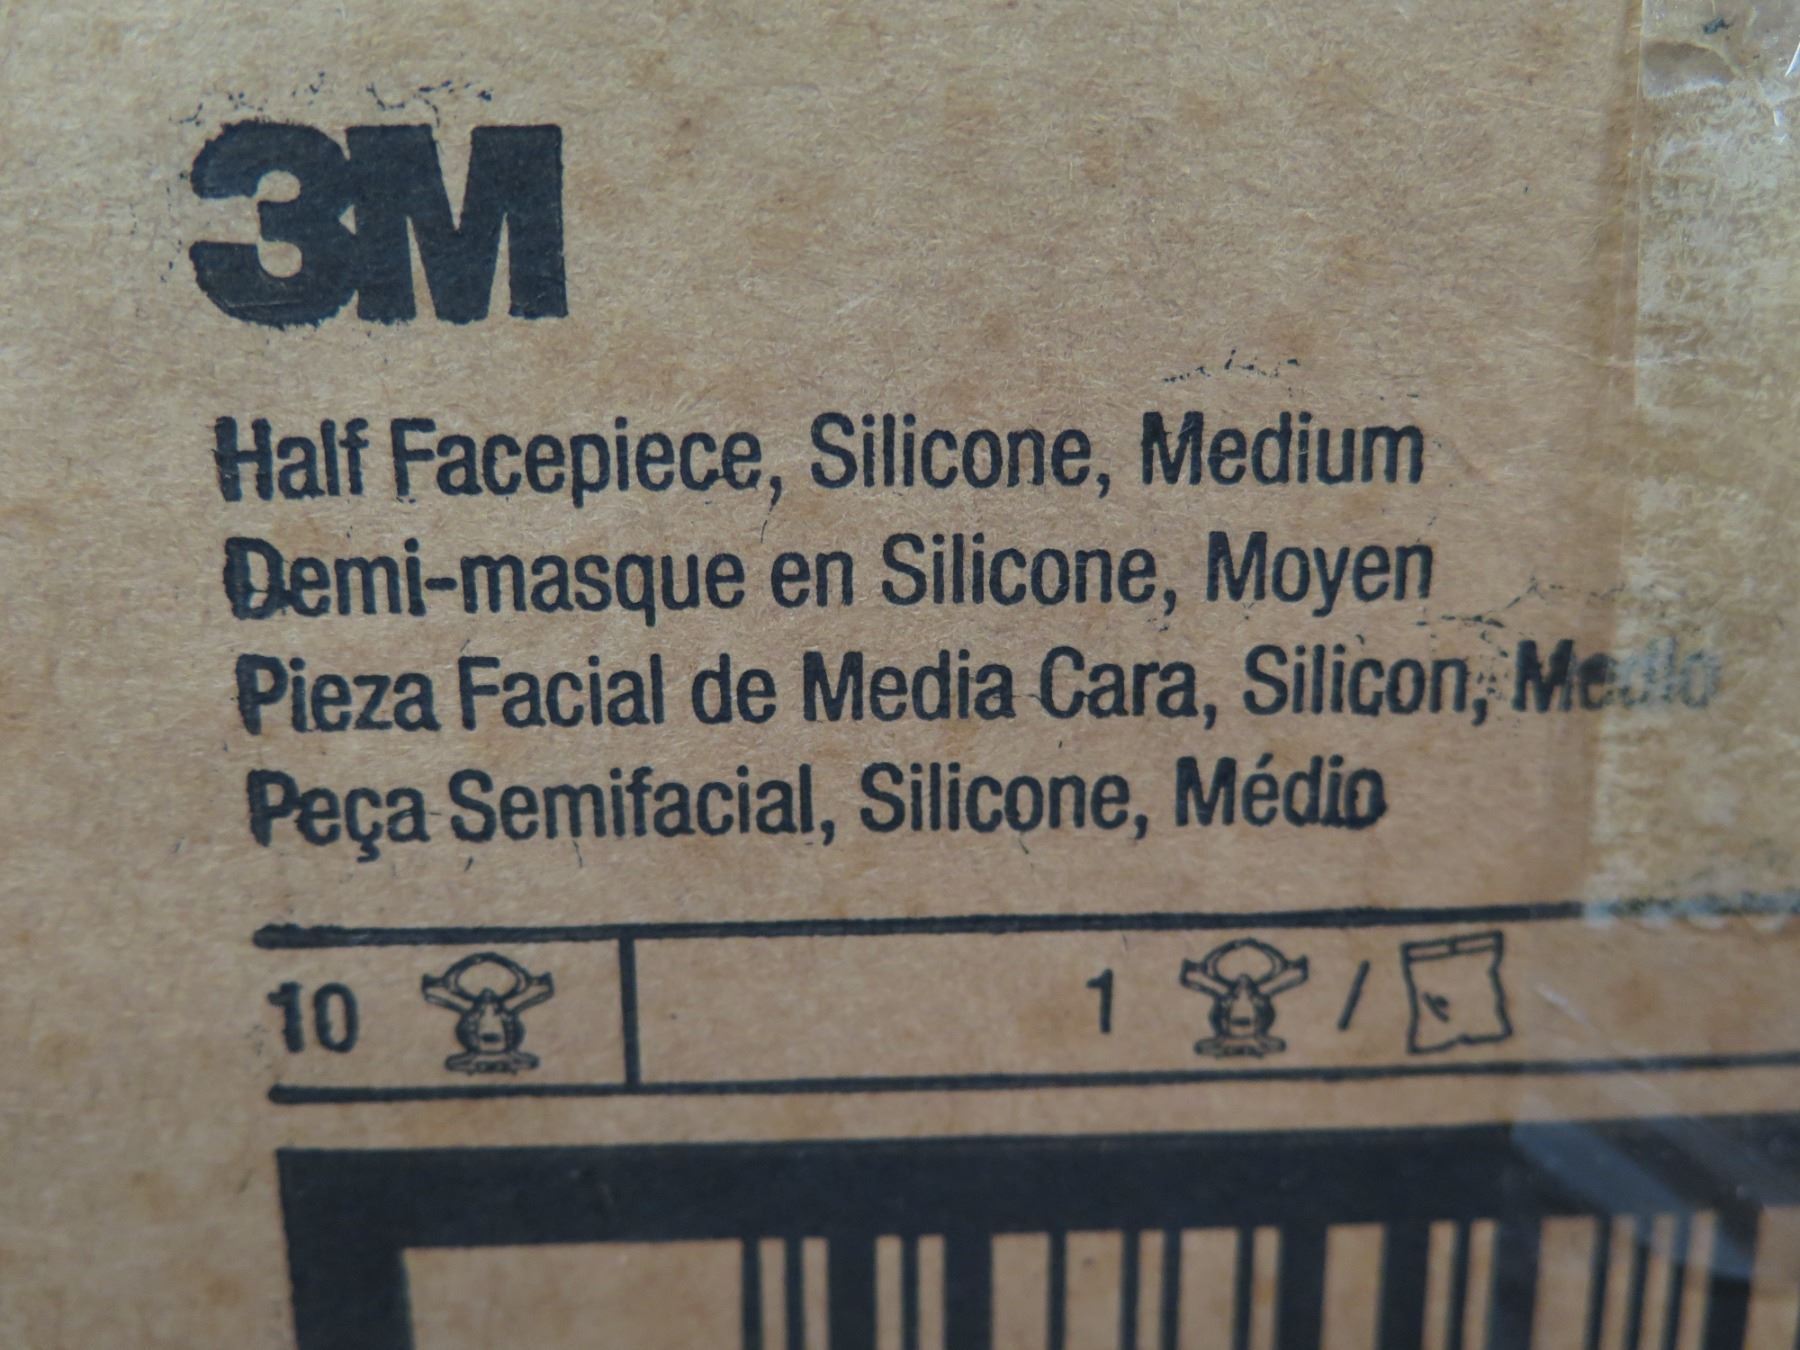 3M
Half Facepiece, Silicone, Medium
Demi-masque en Silicone, Moyen
Pieza Facial de Media Cara, Silicon, Medio
Peça Semifacial, Silicone, Médio
10 1 /